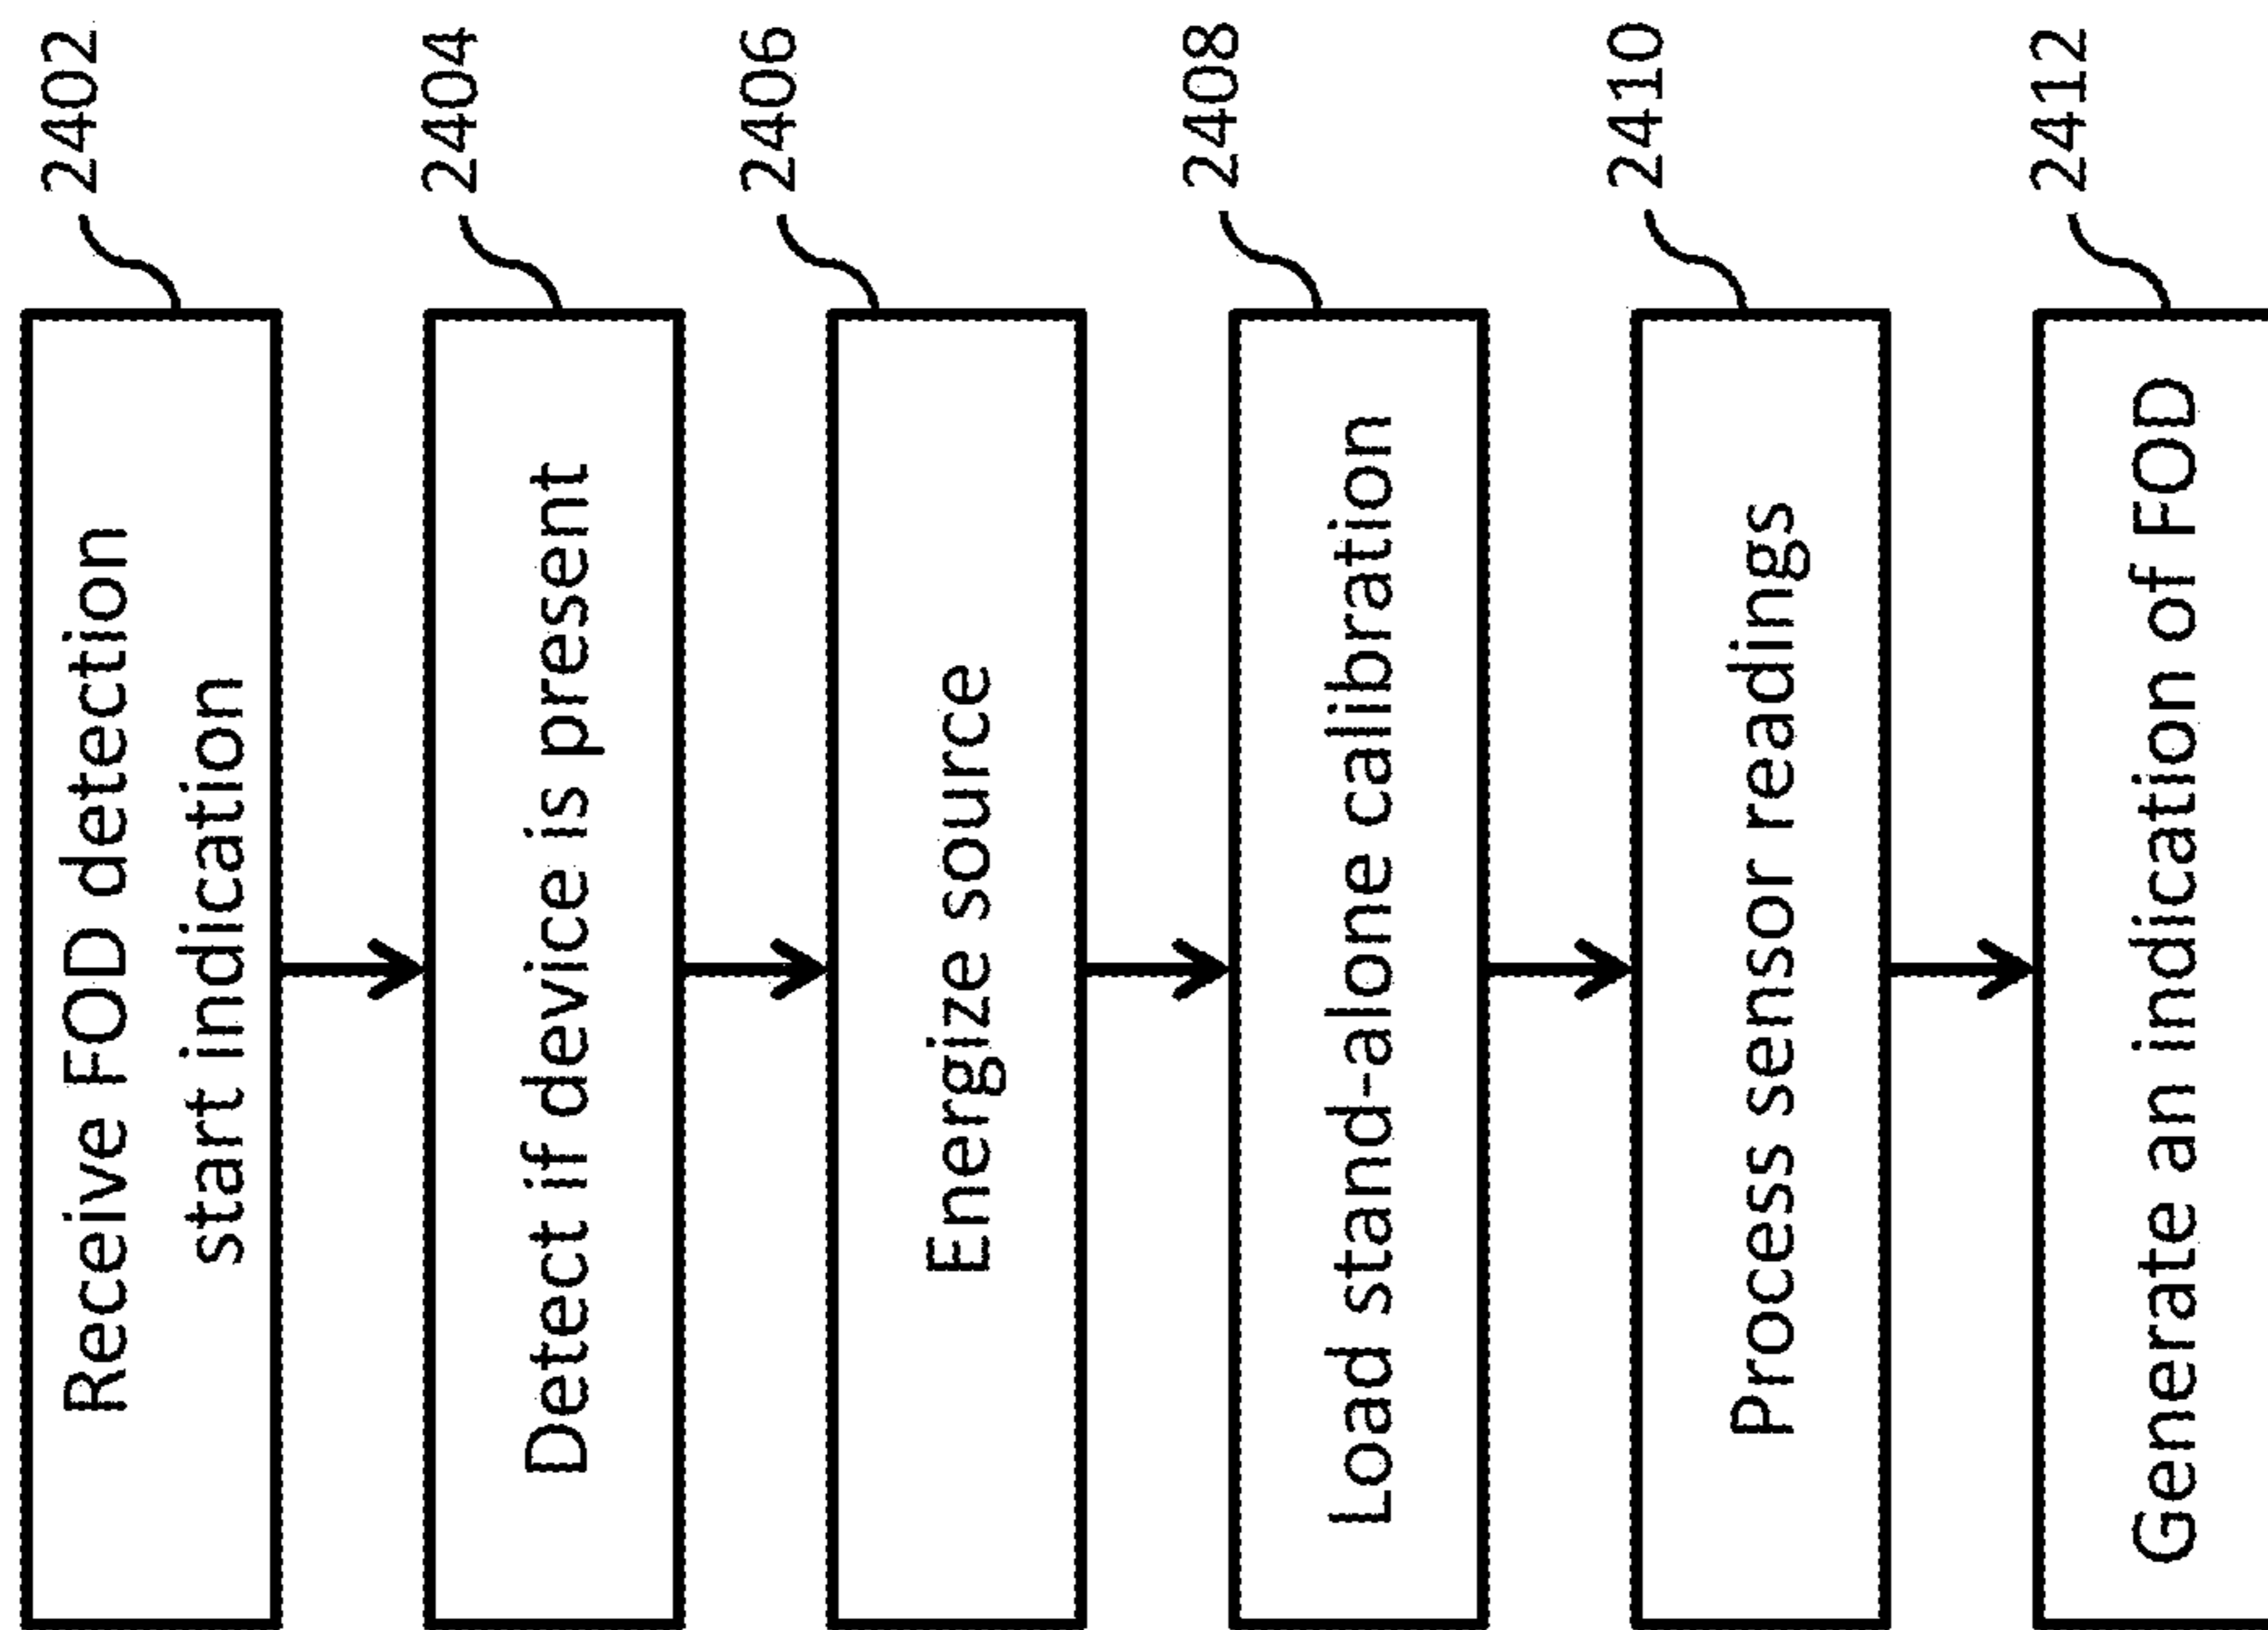 Receive FOD detection
start indication
2402
Detect if device is present
2404
Energize source
2406
Load stand-alone callibration
2408
Process sensor readings
2410
Generate an indication of FOD
2412